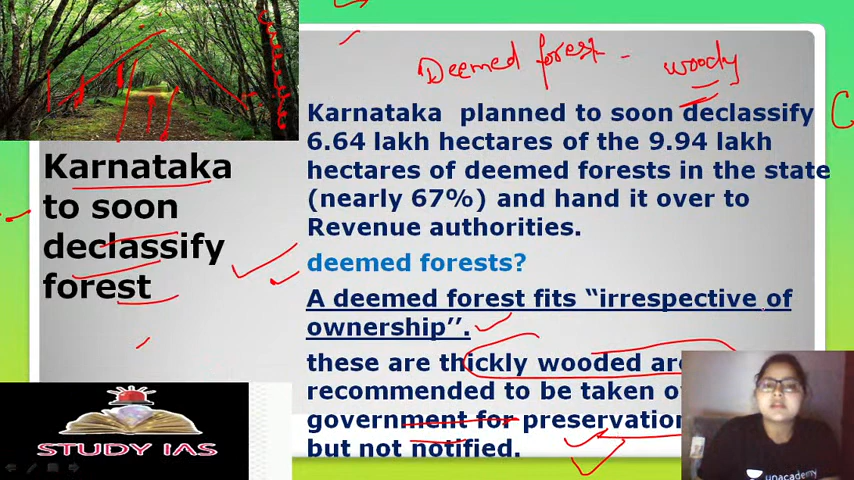 Deemed forest - woody
Karnataka
to soon
declassify
forest
Karnataka planned to soon declassify
6.64 lakh hectares of the 9.94 lakh
hectares of deemed forests in the state
(nearly 67%) and hand it over to
Revenue authorities.
deemed forests?
A deemed forest fits “irrespective of
ownership’’.
these are thickly wooded
recommended to be taken
government for preservation
but not notified.
STUDY IAS
unacademy